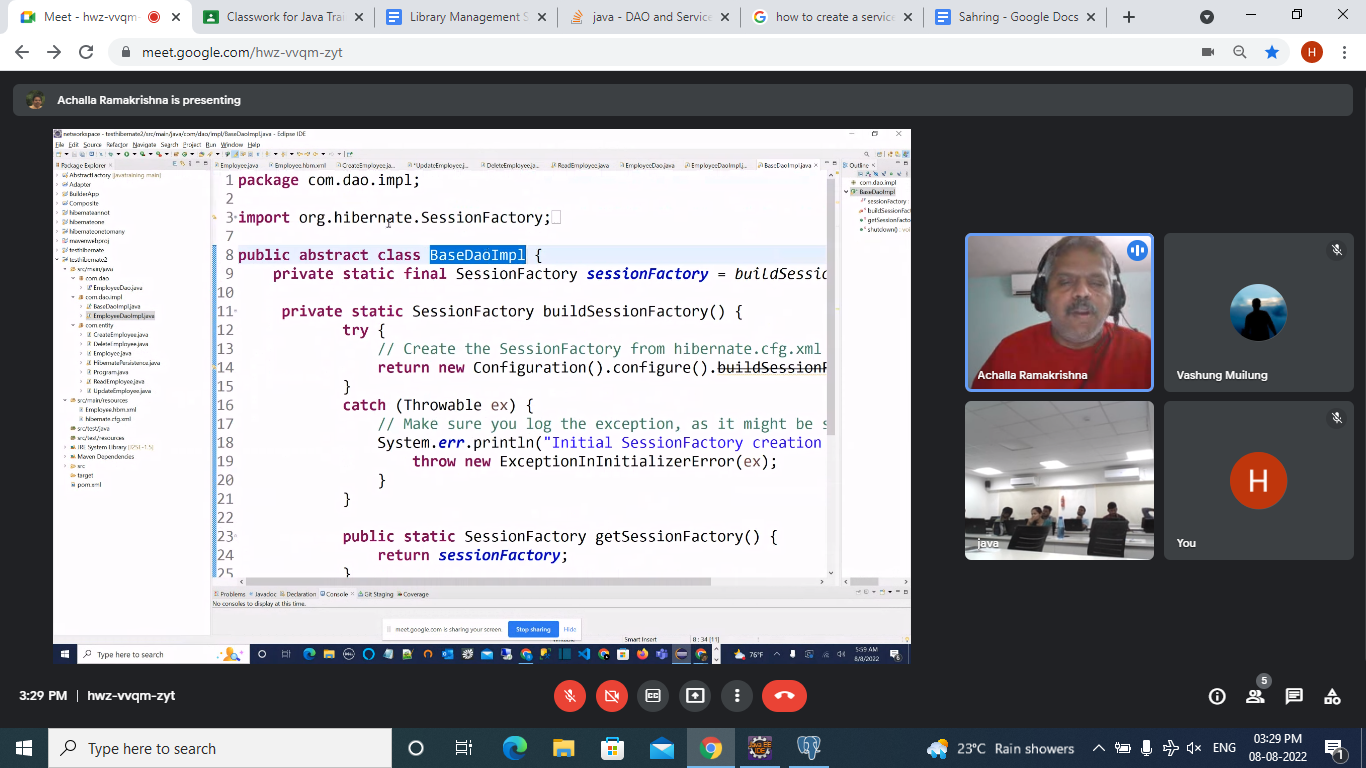 Meet - hwz-vvqm-
Classwork for Java Trai
Library Management S
java - DAO and Service
how to create a service
Sahring - Google Docs
meet.google.com/hwz-vvqm-zyt
H
Achalla Ramakrishna is presenting
networkspace - testhibernate2/src/main/java/com/dao/impl/BaseDaoImpl.java - Eclipse IDE
File Edit Source Refactor Navigate Search Project Run Window Help
Package Explorer
Employee.java
Employee.hbm.xml
CreateEmployee.ja...
*UpdateEmployee.ja...
DeleteEmployee.ja...
ReadEmployee.java
EmployeeDao.java
EmployeeDaoImpl.j...
BaseDaoImpl.java
Outline
AbstractFactory (javatraining main)
Adapter
BuilderApp
Composite
hibernateannot
hibernateone
hibernateonetomany
mavenwebproj
testhibernate
testhibernate2
src/main/java
com.dao
EmployeeDao.java
com.dao.impl
BaseDaoImpl.java
EmployeeDaoImpl.java
com.entity
CreateEmployee.java
DeleteEmployee.java
Employee.java
HibernatePersistence.java
Program.java
ReadEmployee.java
UpdateEmployee.java
src/main/resources
Employee.hbm.xml
hibernate.cfg.xml
src/test/java
src/test/resources
JRE System Library [J2SE-1.5]
Maven Dependencies
src
target
pom.xml
1 package com.dao.impl;
2
3 import org.hibernate.SessionFactory;
7
8 public abstract class BaseDaoImpl {
9 private static final SessionFactory sessionFactory = buildSessio
10
11 private static SessionFactory buildSessionFactory() {
12 try {
13 // Create the SessionFactory from hibernate.cfg.xml
14 return new Configuration().configure().buildSessionF
15 }
16 catch (Throwable ex) {
17 // Make sure you log the exception, as it might be s
18 System.err.println("Initial SessionFactory creation
19 throw new ExceptionInInitializerError(ex);
20 }
21 }
22
23 public static SessionFactory getSessionFactory() {
24 return sessionFactory;
25 }
com.dao.impl
BaseDaoImpl
sessionFactory :
buildSessionFact
getSessionFacto
shutdown() : voi
Problems Javadoc Declaration Console Git Staging Coverage
No consoles to display at this time.
meet.google.com is sharing your screen. Stop sharing Hide
Smart Insert
8 : 34 [11]
Type here to search
76°F
5:59 AM
8/8/2022
Achalla Ramakrishna
Vashung Muilung
java
H
You
3:29 PM | hwz-vvqm-zyt
5
Type here to search
23°C Rain showers
ENG
03:29 PM
08-08-2022
1